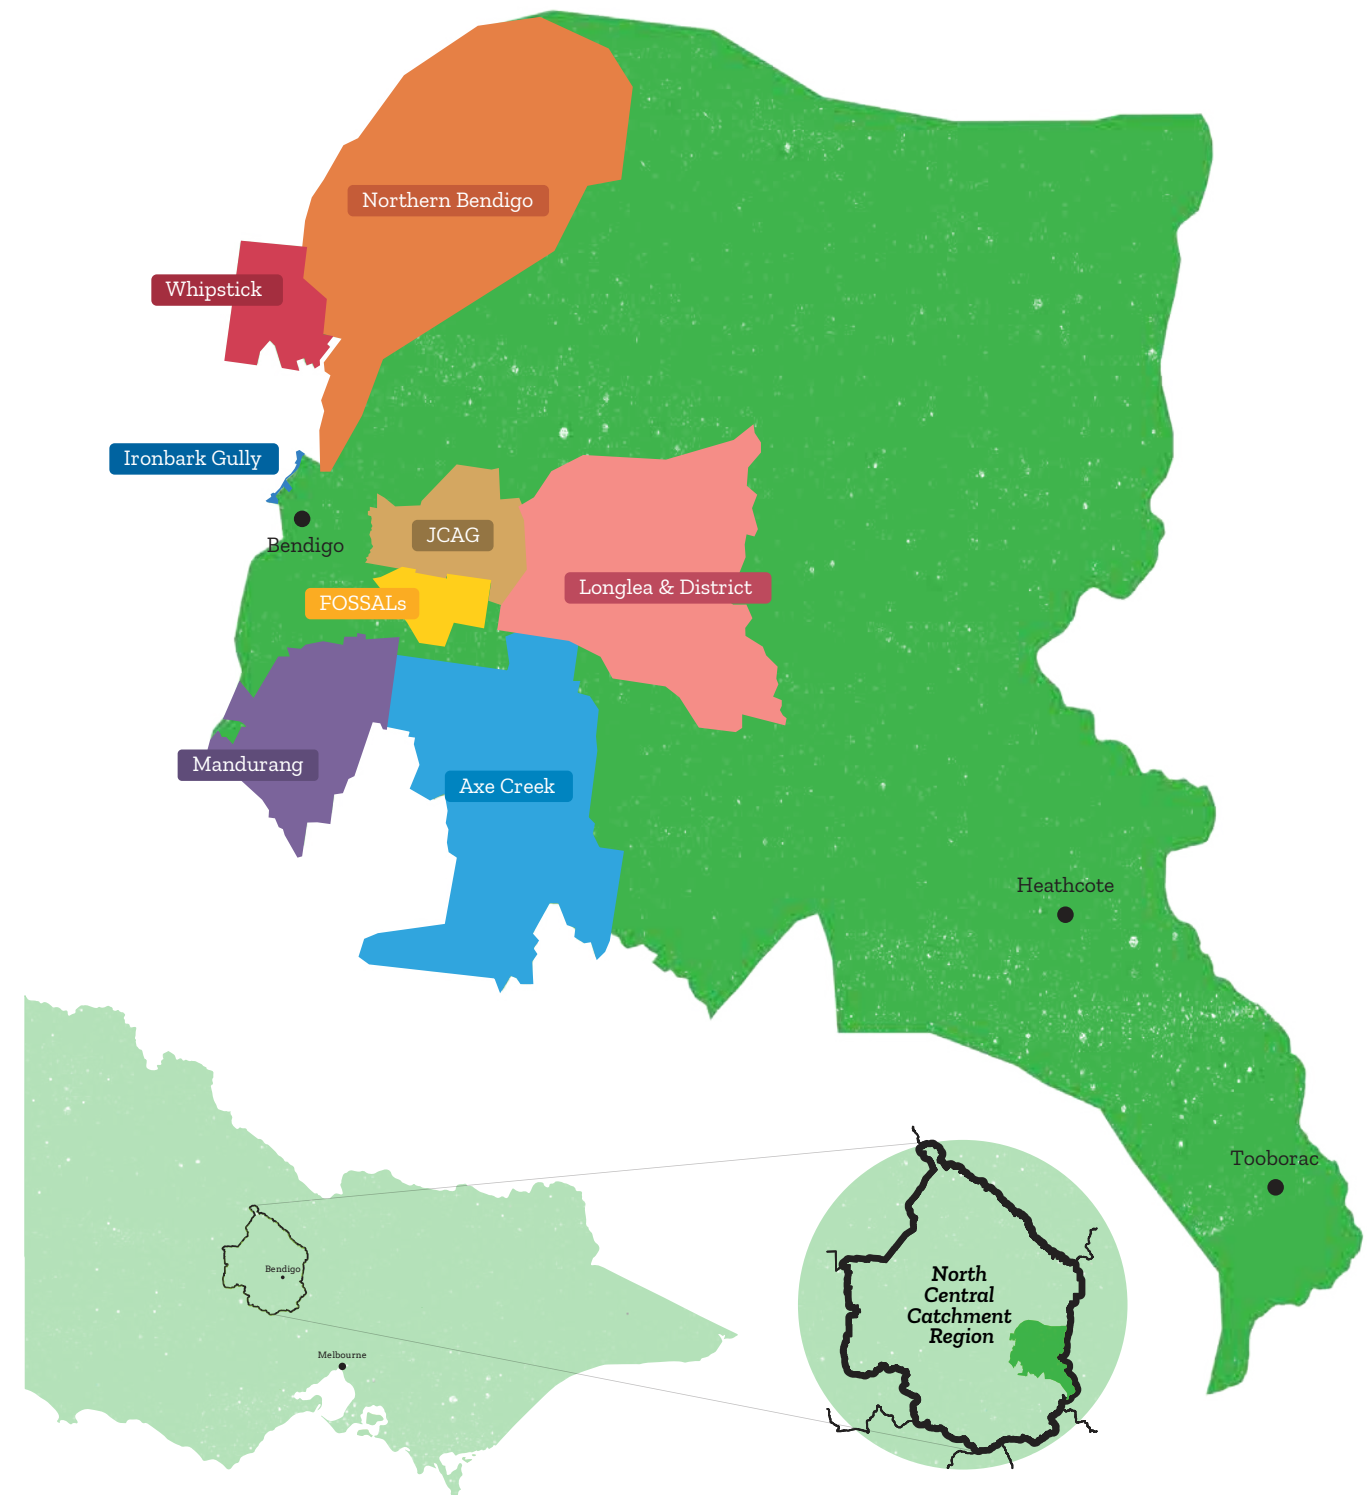 Northern Bendigo
Whipstick
Ironbark Gully
Bendigo
JCAG
Longlea & District
FOSSALs
Mandurang
Axe Creek
Heathcote
Tooborac
Bendigo
Melbourne
North
Central
Catchment
Region